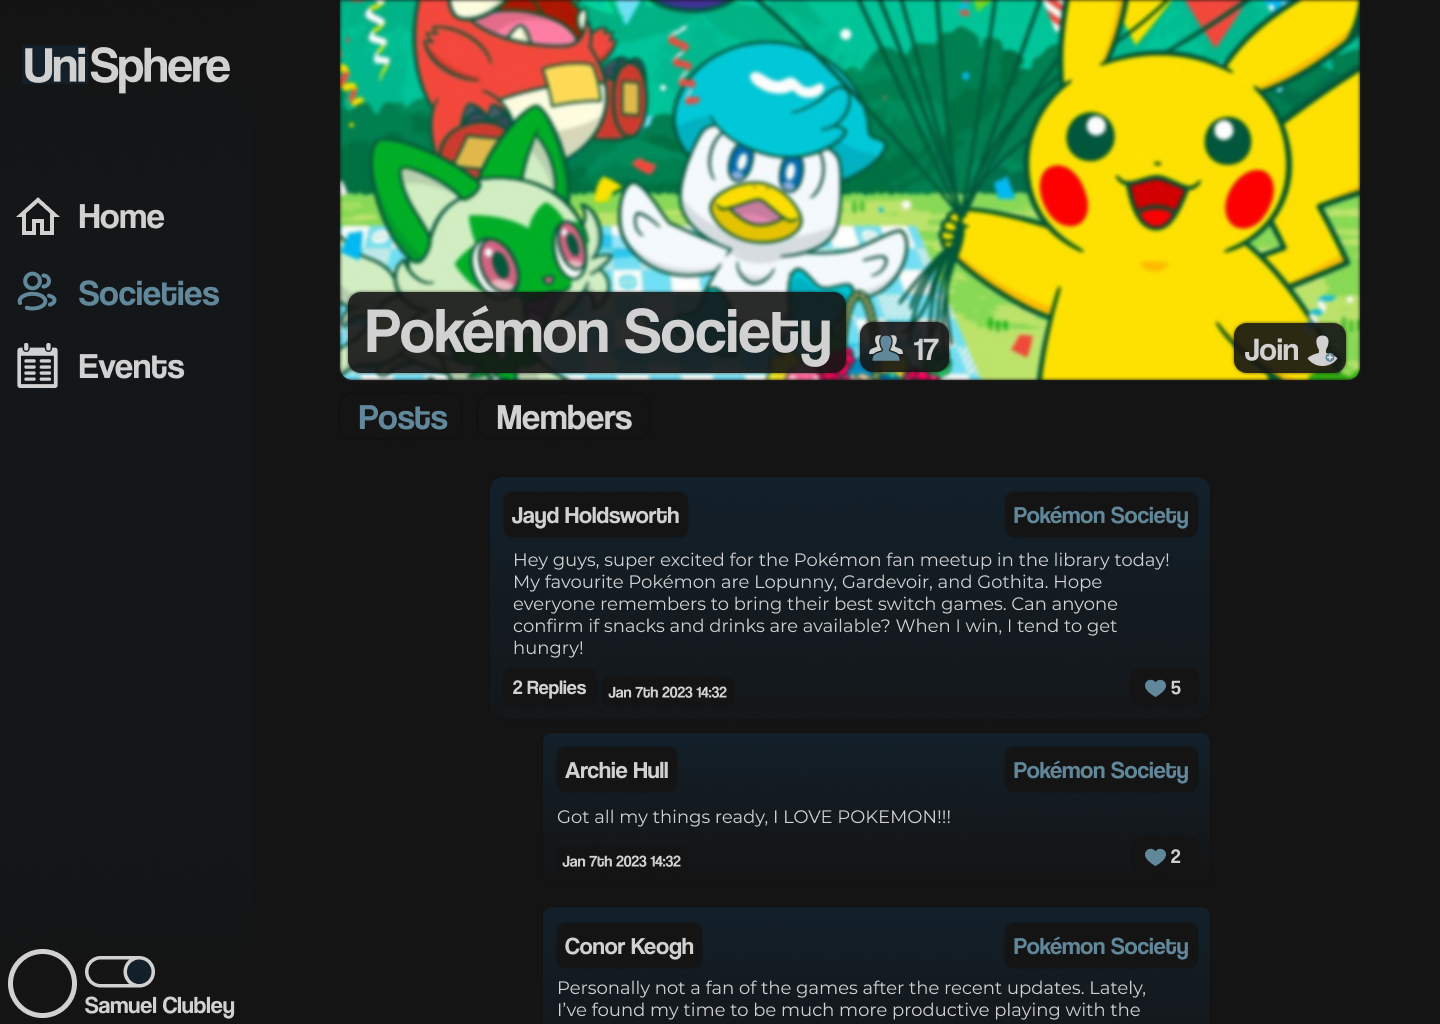 UniSphere
Home
Societies
Events
Samuel Clubley
Pokémon Society
17
Join
Posts
Members
Jayd Holdsworth
Pokémon Society
Hey guys, super excited for the Pokémon fan meetup in the library today!
My favourite Pokémon are Lopunny, Gardevoir, and Gothita. Hope
everyone remembers to bring their best switch games. Can anyone
confirm if snacks and drinks are available? When I win, I tend to get
hungry!
2 Replies
Jan 7th 2023 14:32
5
Archie Hull
Pokémon Society
Got all my things ready, I LOVE POKEMON!!!
Jan 7th 2023 14:32
2
Conor Keogh
Pokémon Society
Personally not a fan of the games after the recent updates. Lately,
I've found my time to be much more productive playing with the